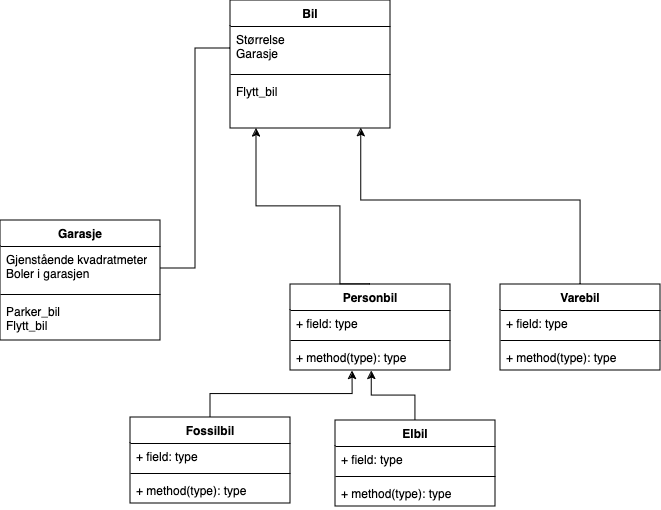 Bil
Størrelse
Garasje
Flytt_bil
Garasje
Gjenstående kvadratmeter
Boler i garasjen
Parker_bil
Flytt_bil
Personbil
+ field: type
+ method(type): type
Varebil
+ field: type
+ method(type): type
Fossilbil
+ field: type
+ method(type): type
Elbil
+ field: type
+ method(type): type